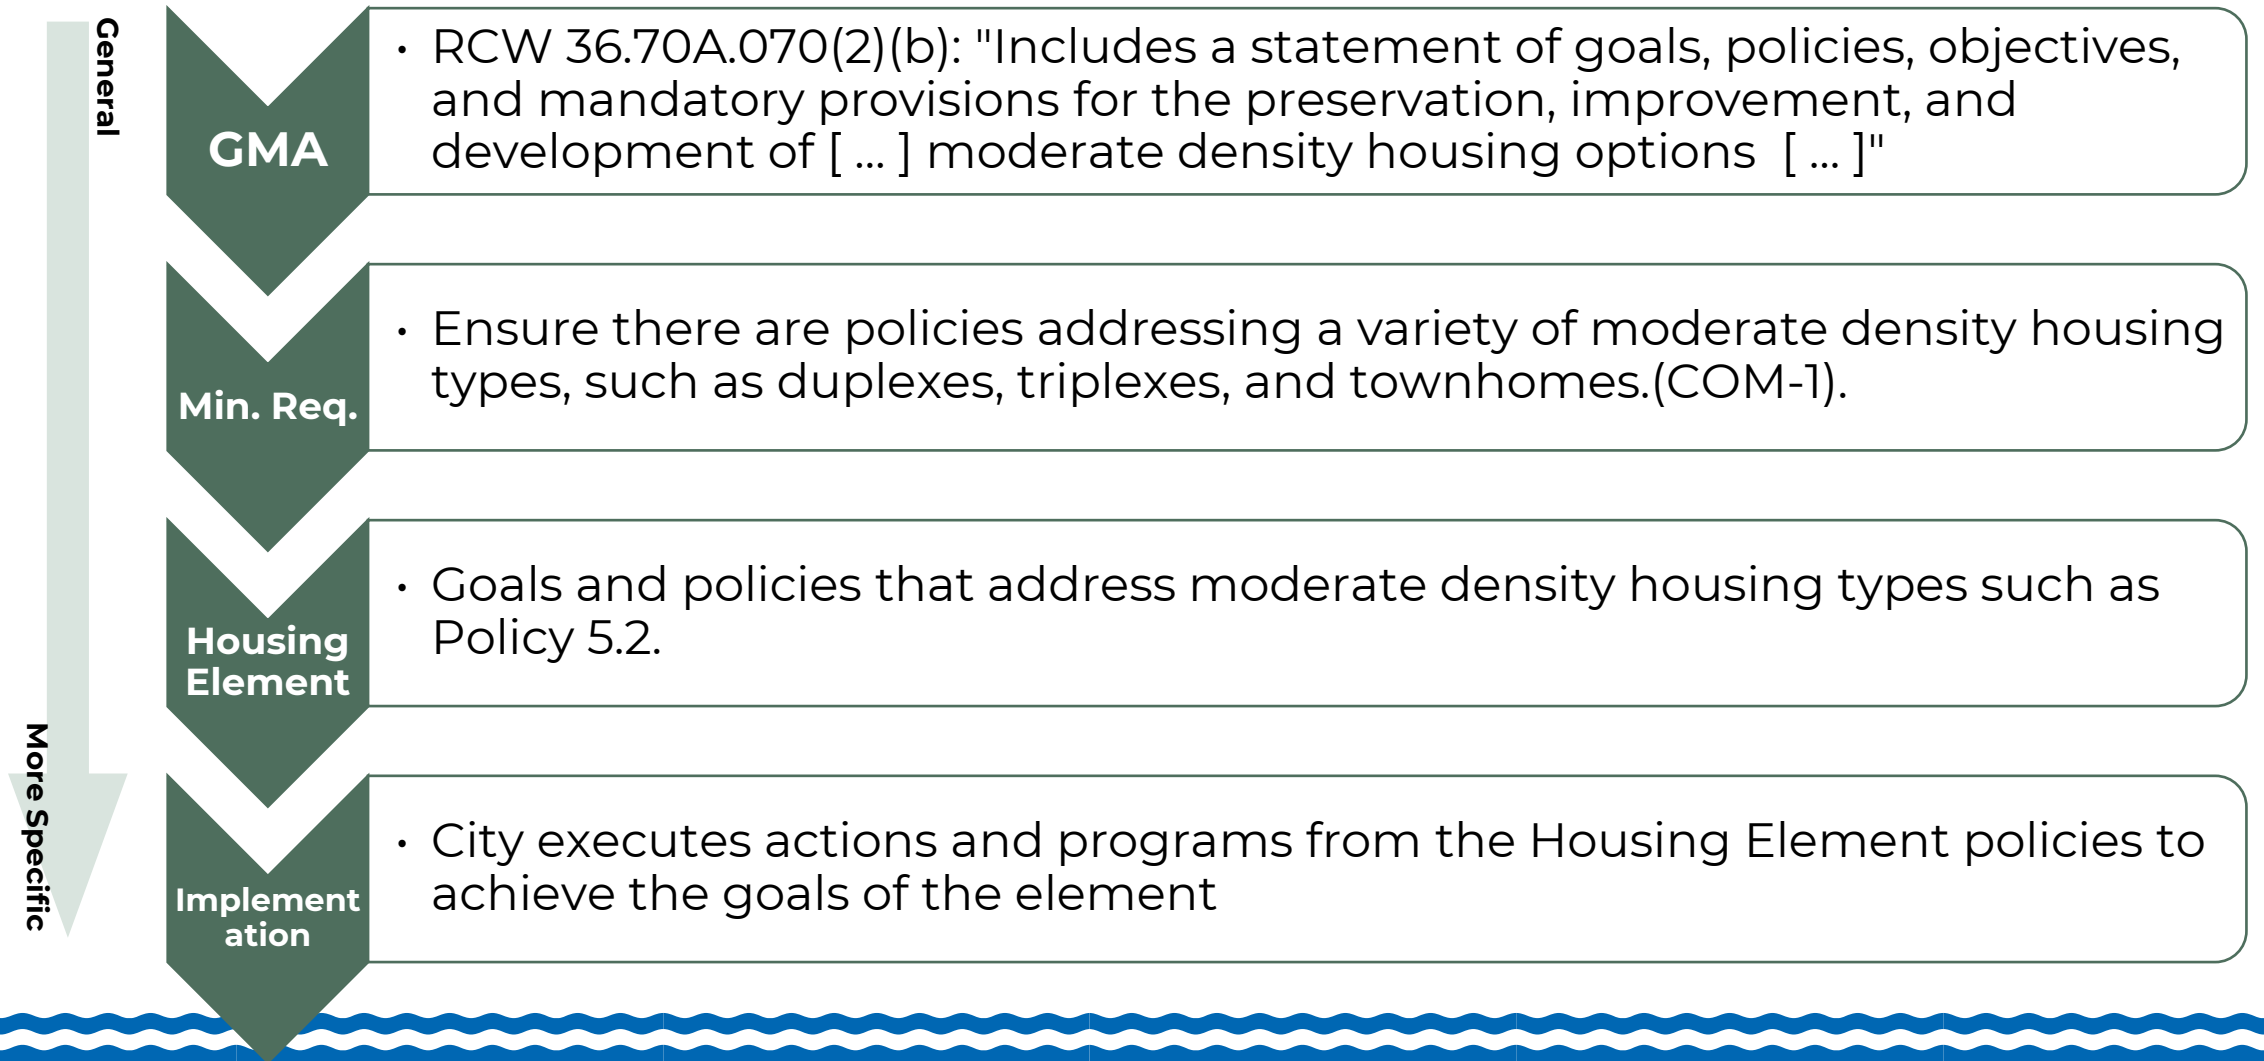 General
GMA
• RCW 36.70A.070(2)(b): "Includes a statement of goals, policies, objectives,
and mandatory provisions for the preservation, improvement, and
development of [ ... ] moderate density housing options  [ ... ]"
Min. Req.
• Ensure there are policies addressing a variety of moderate density housing
types, such as duplexes, triplexes, and townhomes.(COM-1).
Housing
Element
• Goals and policies that address moderate density housing types such as
Policy 5.2.
More Specific
Implement
ation
• City executes actions and programs from the Housing Element policies to
achieve the goals of the element